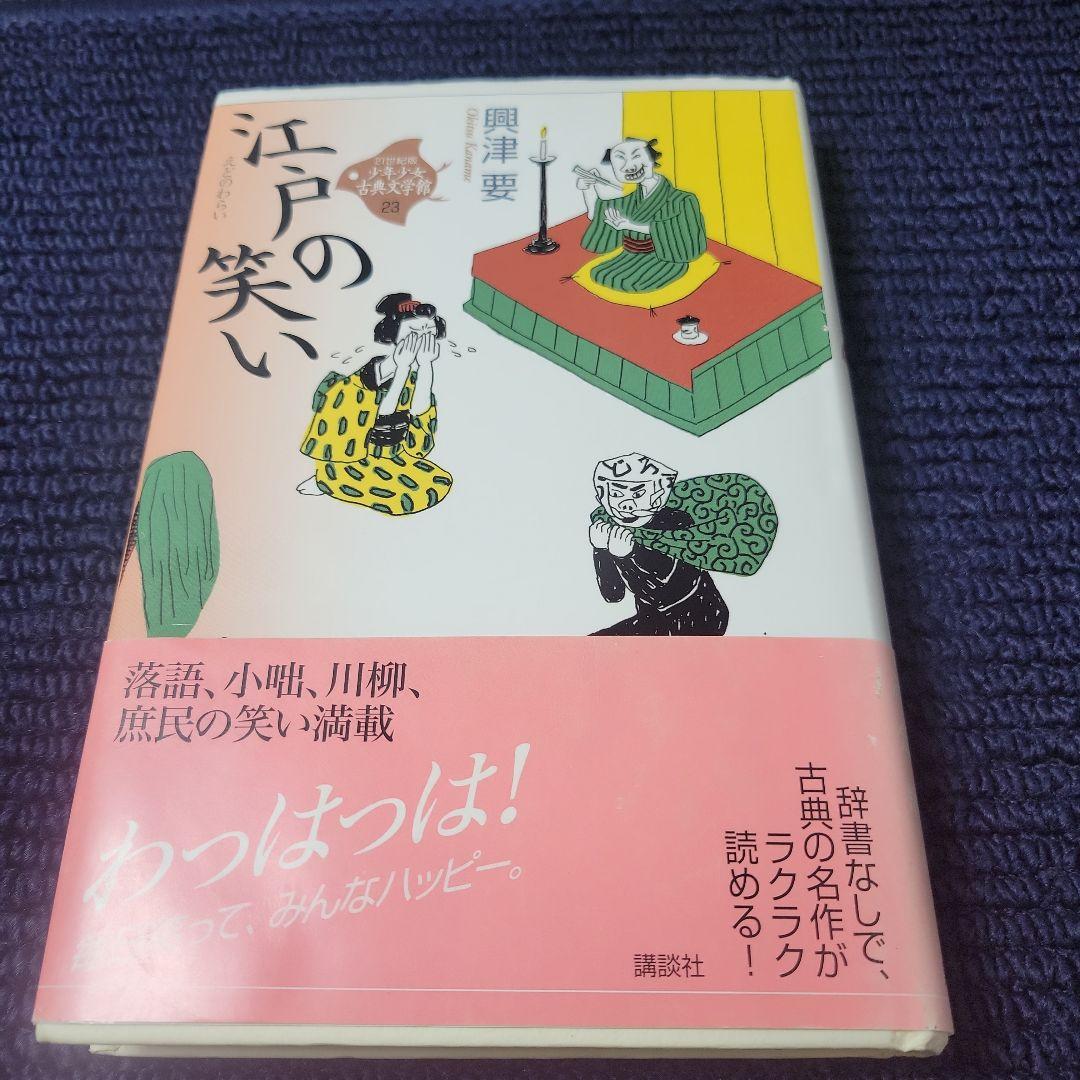 江戸の笑い
えどのわらい
21世紀版
少年少女
古典文学館
23
興津 要
Okitsu Kaname
どろ
落語、小咄、川柳、
庶民の笑い満載
わっはっは!
って、みんなハッピー。
辞書なしで、
古典の名作が
ラクラク
読める!
講談社